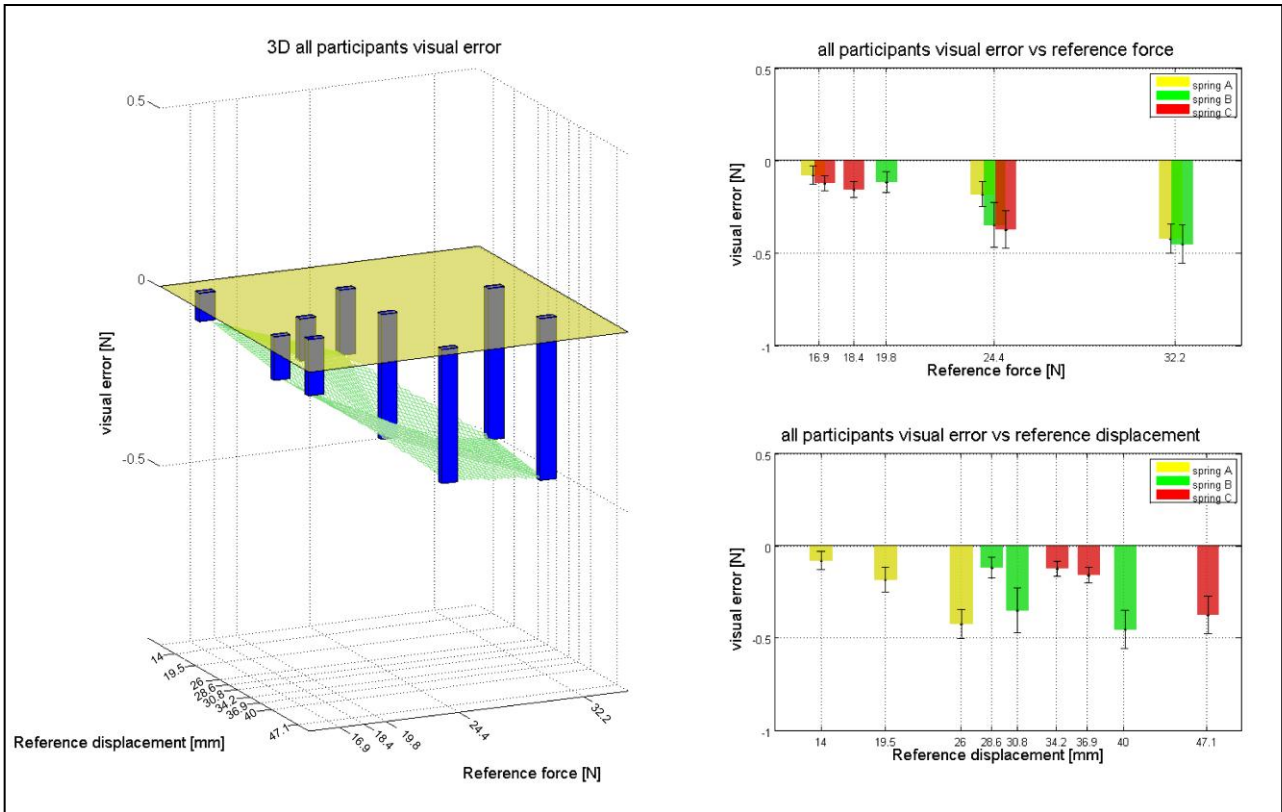 3D all participants visual error
0.5
0
-0.5
visual error [N]
14
19.5
26
28.6
30.8
34.2
36.9
40
47.1
Reference displacement [mm]
16.9
18.4
19.8
24.4
32.2
Reference force [N]
all participants visual error vs reference force
0.5
0
-0.5
-1
visual error [N]
spring A
spring B
spring C
16.9 18.4 19.8 24.4 32.2
Reference force [N]
all participants visual error vs reference displacement
0.5
0
-0.5
-1
visual error [N]
spring A
spring B
spring C
14 19.5 26 28.6 30.8 34.2 36.9 40 47.1
Reference displacement [mm]